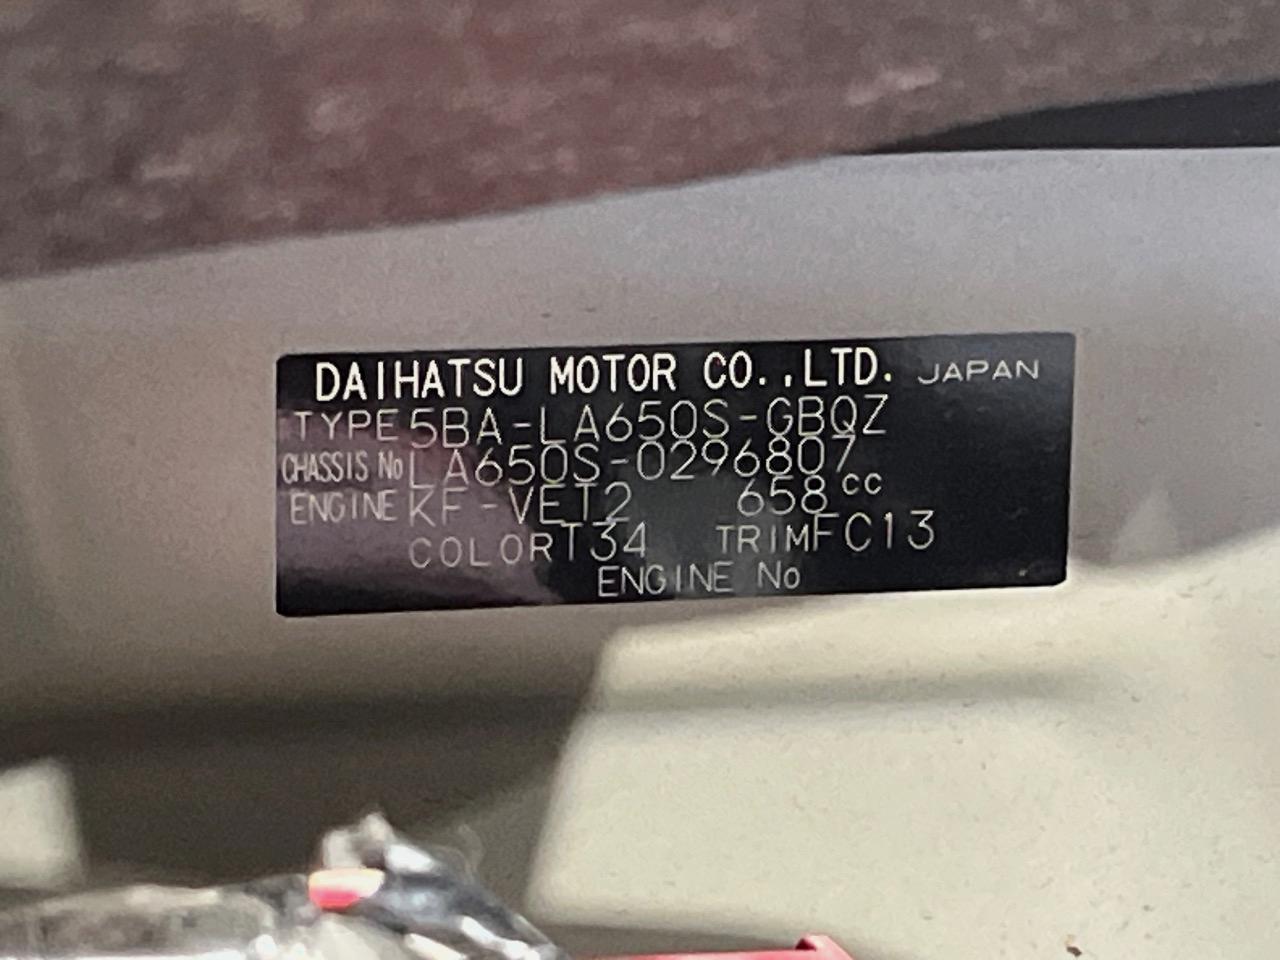 DAIHATSU MOTOR CO.,LTD. JAPAN
TYPE 5BA-LA650S-GBQZ
CHASSIS No LA650S-0296807
ENGINE KF-VET2 658cc
COLOR T34 TRIM FC13
ENGINE No